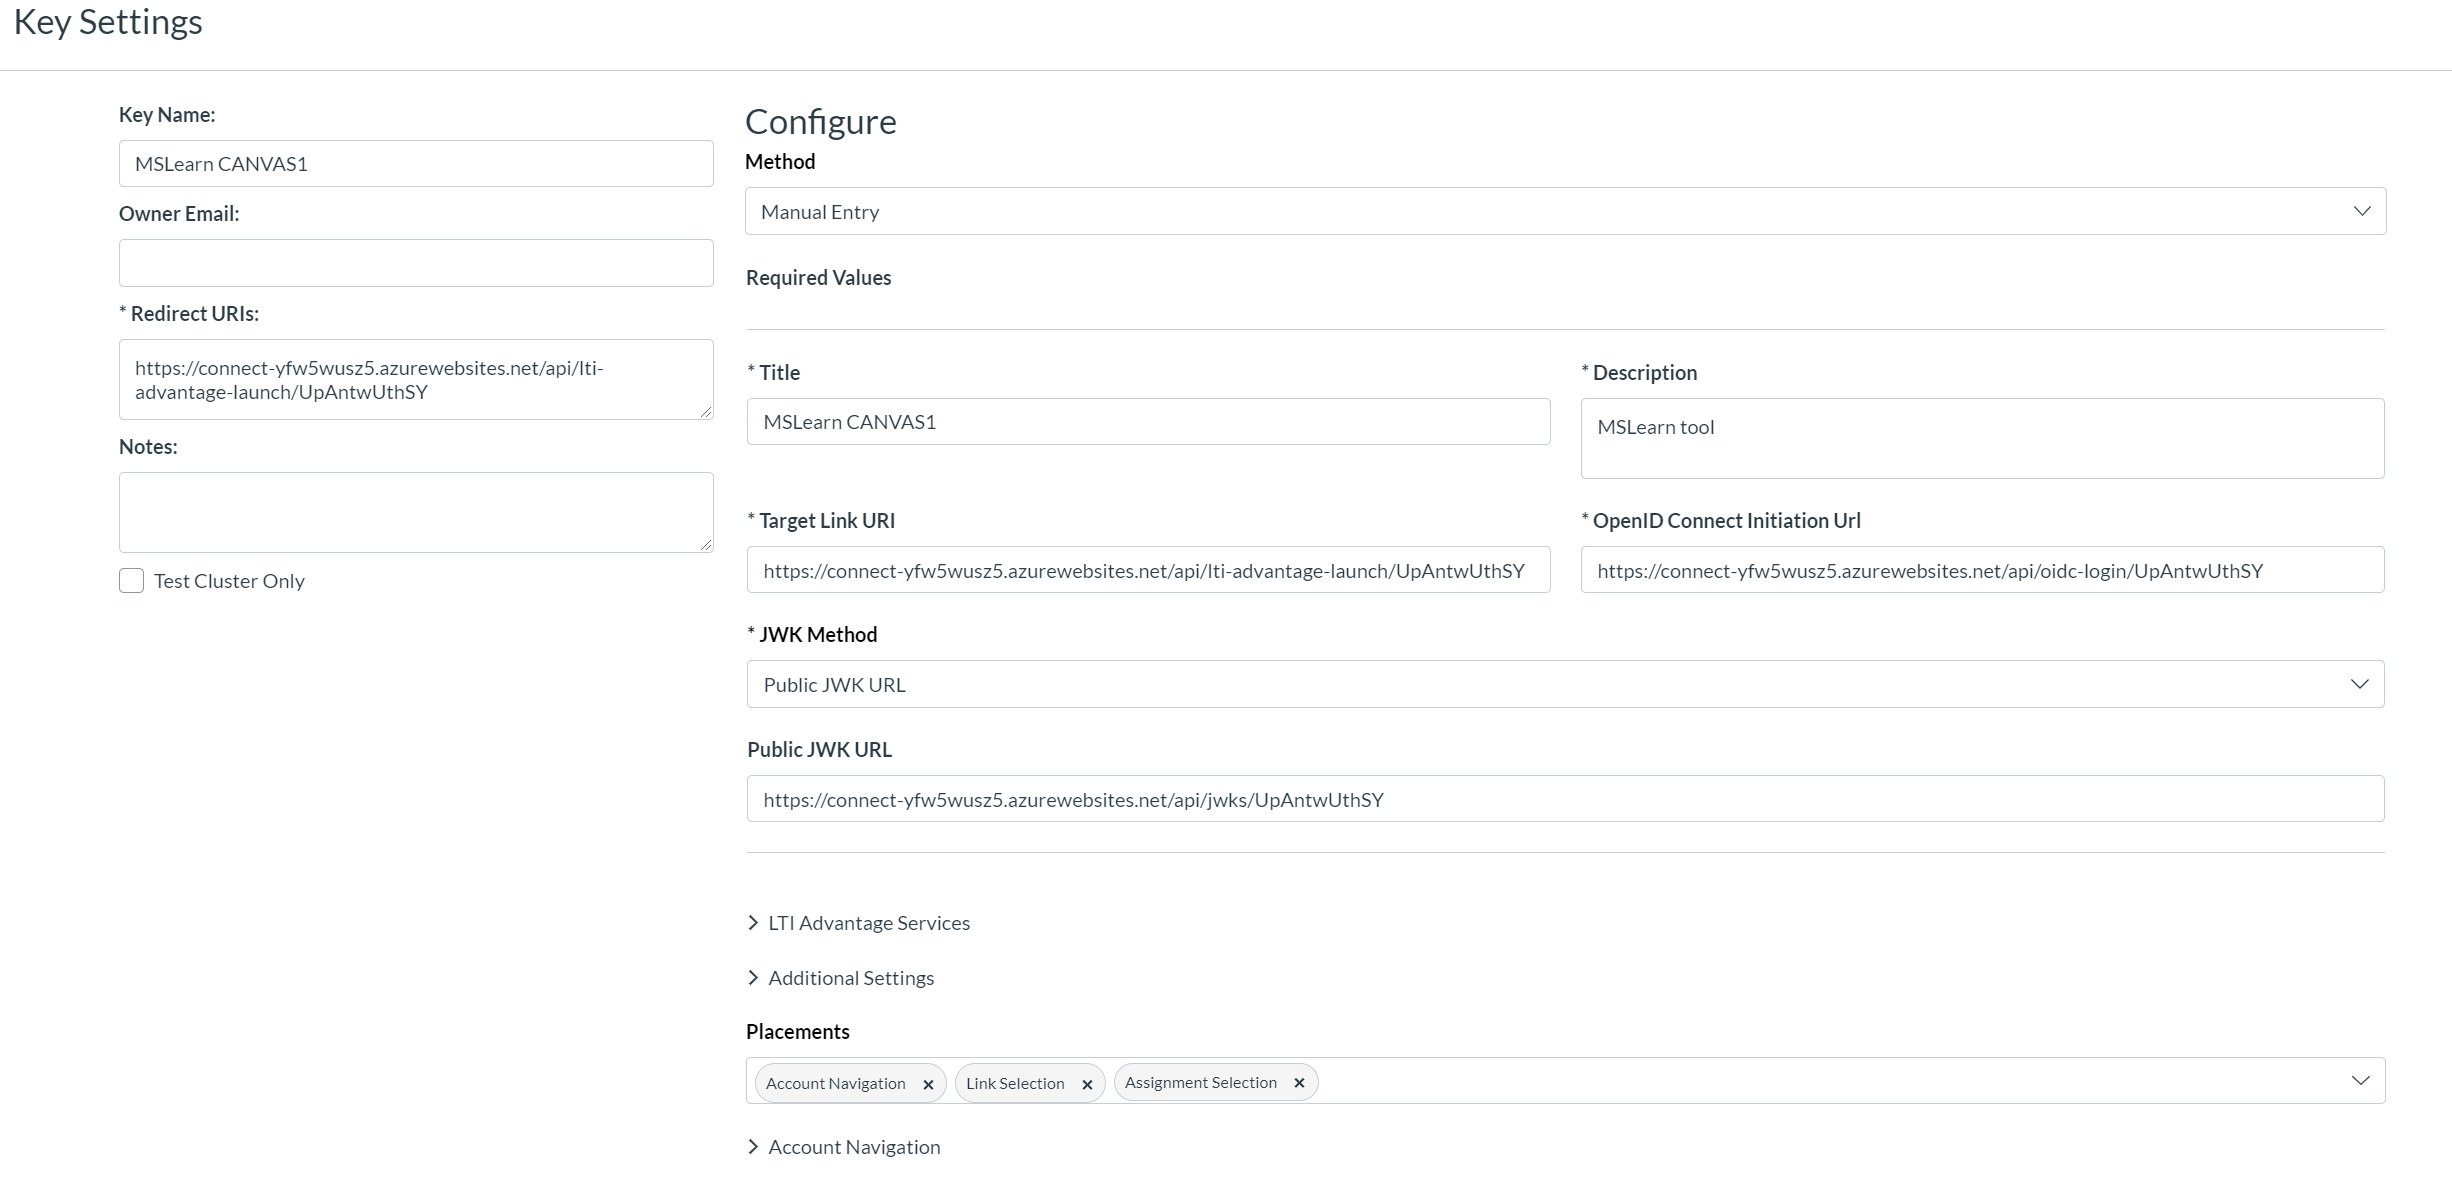 Key Settings
Key Name:
MSLearn CANVAS1
Owner Email:
* Redirect URIs:
https://connect-yfw5wusz5.azurewebsites.net/api/lti-
advantage-launch/UpAntwUthSY
Notes:
Test Cluster Only
Configure
Method
Manual Entry
Required Values
* Title
MSLearn CANVAS1
* Description
MSLearn tool
* Target Link URI
https://connect-yfw5wusz5.azurewebsites.net/api/lti-advantage-launch/UpAntwUthSY
* OpenID Connect Initiation Url
https://connect-yfw5wusz5.azurewebsites.net/api/oidc-login/UpAntwUthSY
* JWK Method
Public JWK URL
Public JWK URL
https://connect-yfw5wusz5.azurewebsites.net/api/jwks/UpAntwUthSY
LTI Advantage Services
Additional Settings
Placements
Account Navigation × Link Selection × Assignment Selection ×
Account Navigation